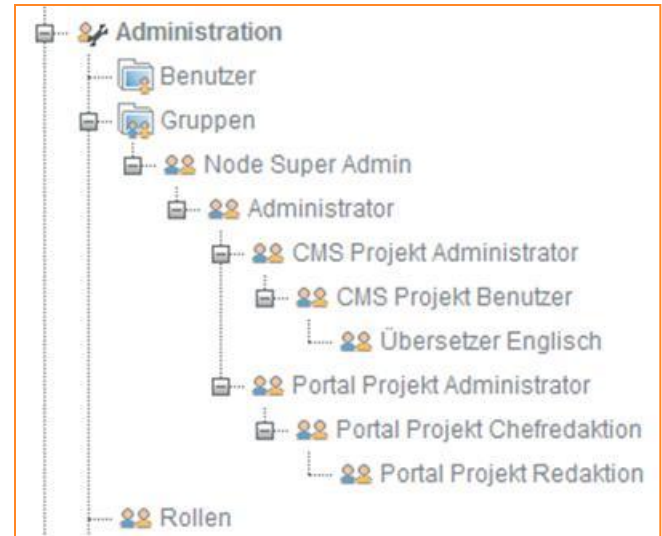 Administration
Benutzer
Gruppen
Node Super Admin
Administrator
CMS Projekt Administrator
CMS Projekt Benutzer
Übersetzer Englisch
Portal Projekt Administrator
Portal Projekt Chefredaktion
Portal Projekt Redaktion
Rollen